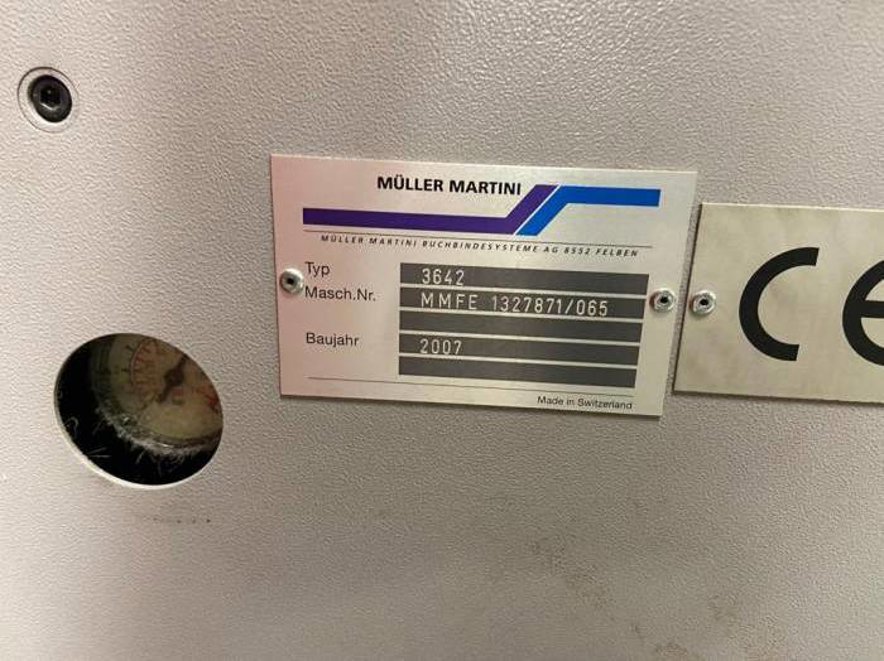 MÜLLER MARTINI
MÜLLER MARTINI BUCHBINDESYSTEME AG 8552 FELBEN
Typ 3642
Masch.Nr. MMFE 1327871/065
Baujahr 2007
Made in Switzerland
CE